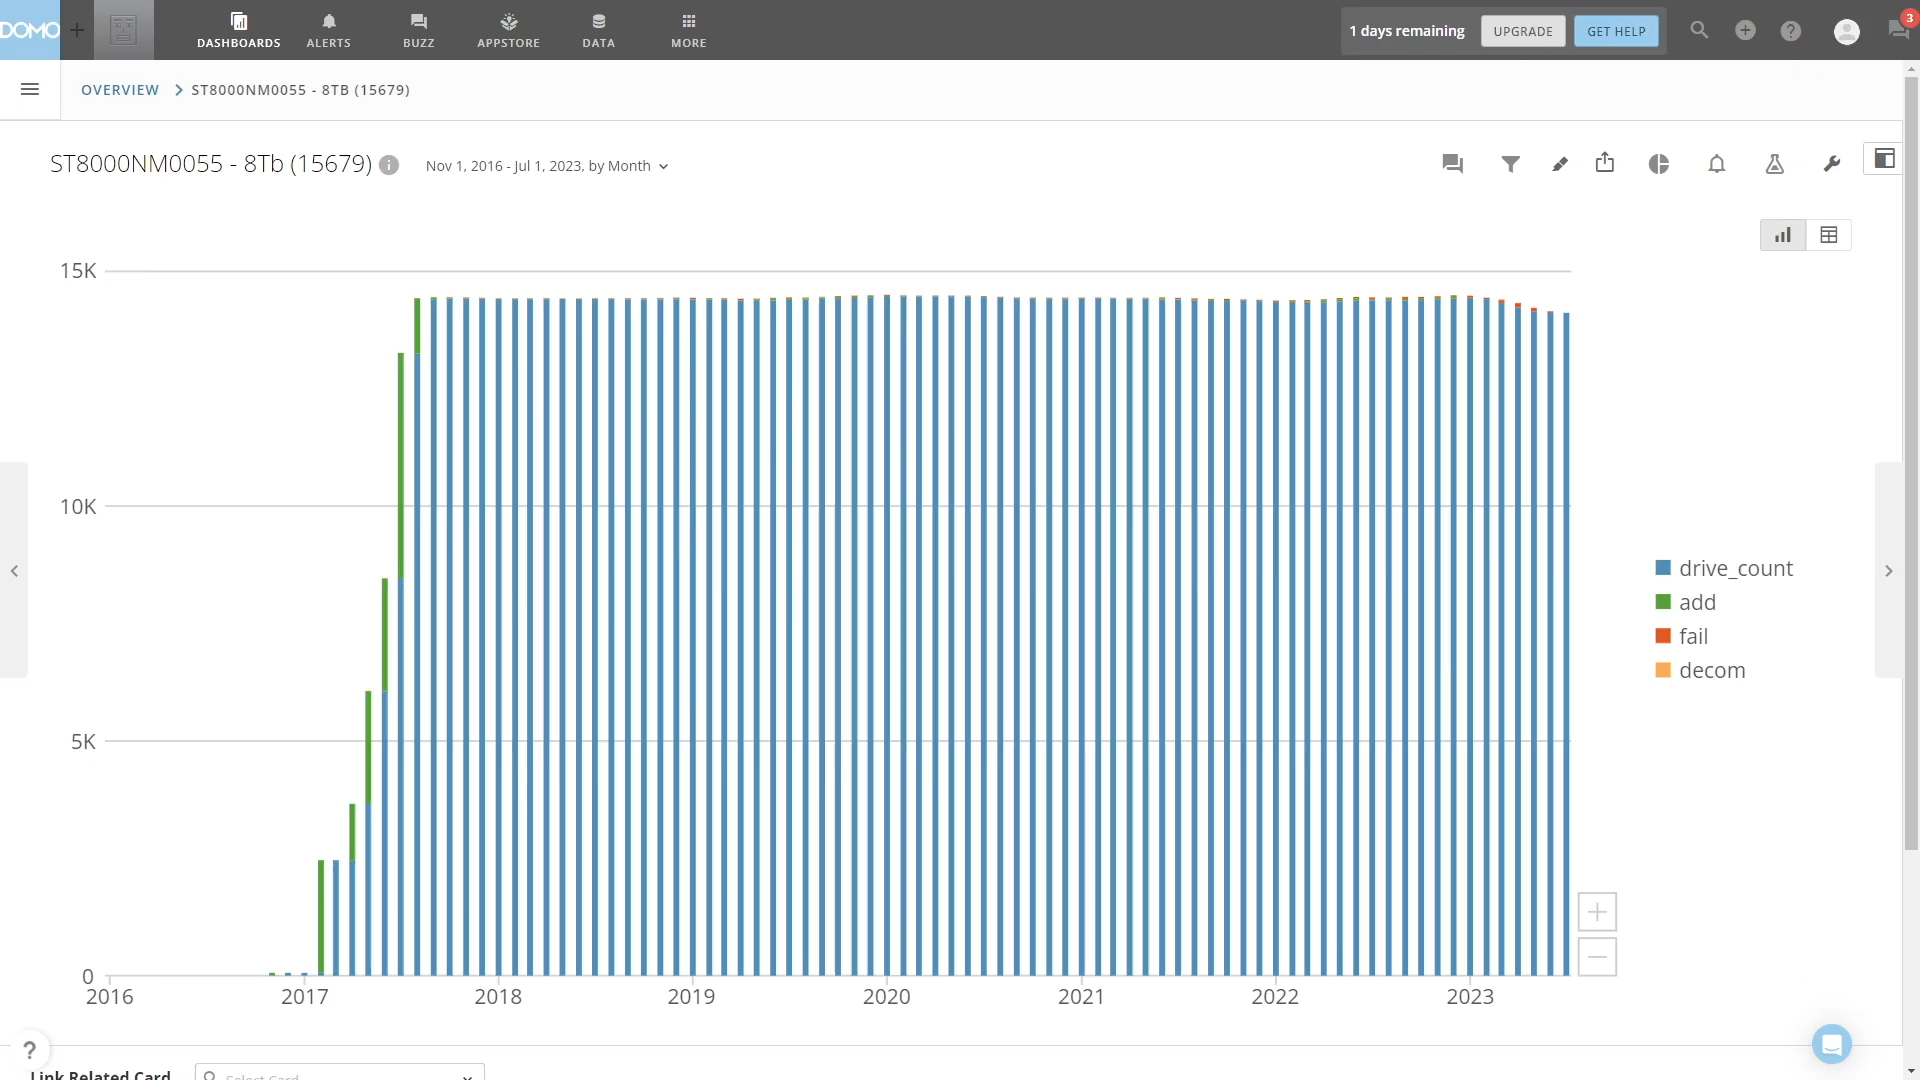 DOMO
DASHBOARDS
ALERTS
BUZZ
APPSTORE
DATA
MORE
1 days remaining
UPGRADE
GET HELP
3
OVERVIEW
ST8000NM0055 - 8TB (15679)
ST8000NM0055 - 8Tb (15679)
Nov 1, 2016 - Jul 1, 2023, by Month
15K
10K
5K
0
2016
2017
2018
2019
2020
2021
2022
2023
drive_count
add
fail
decom
?
Link Related Card
Select Card